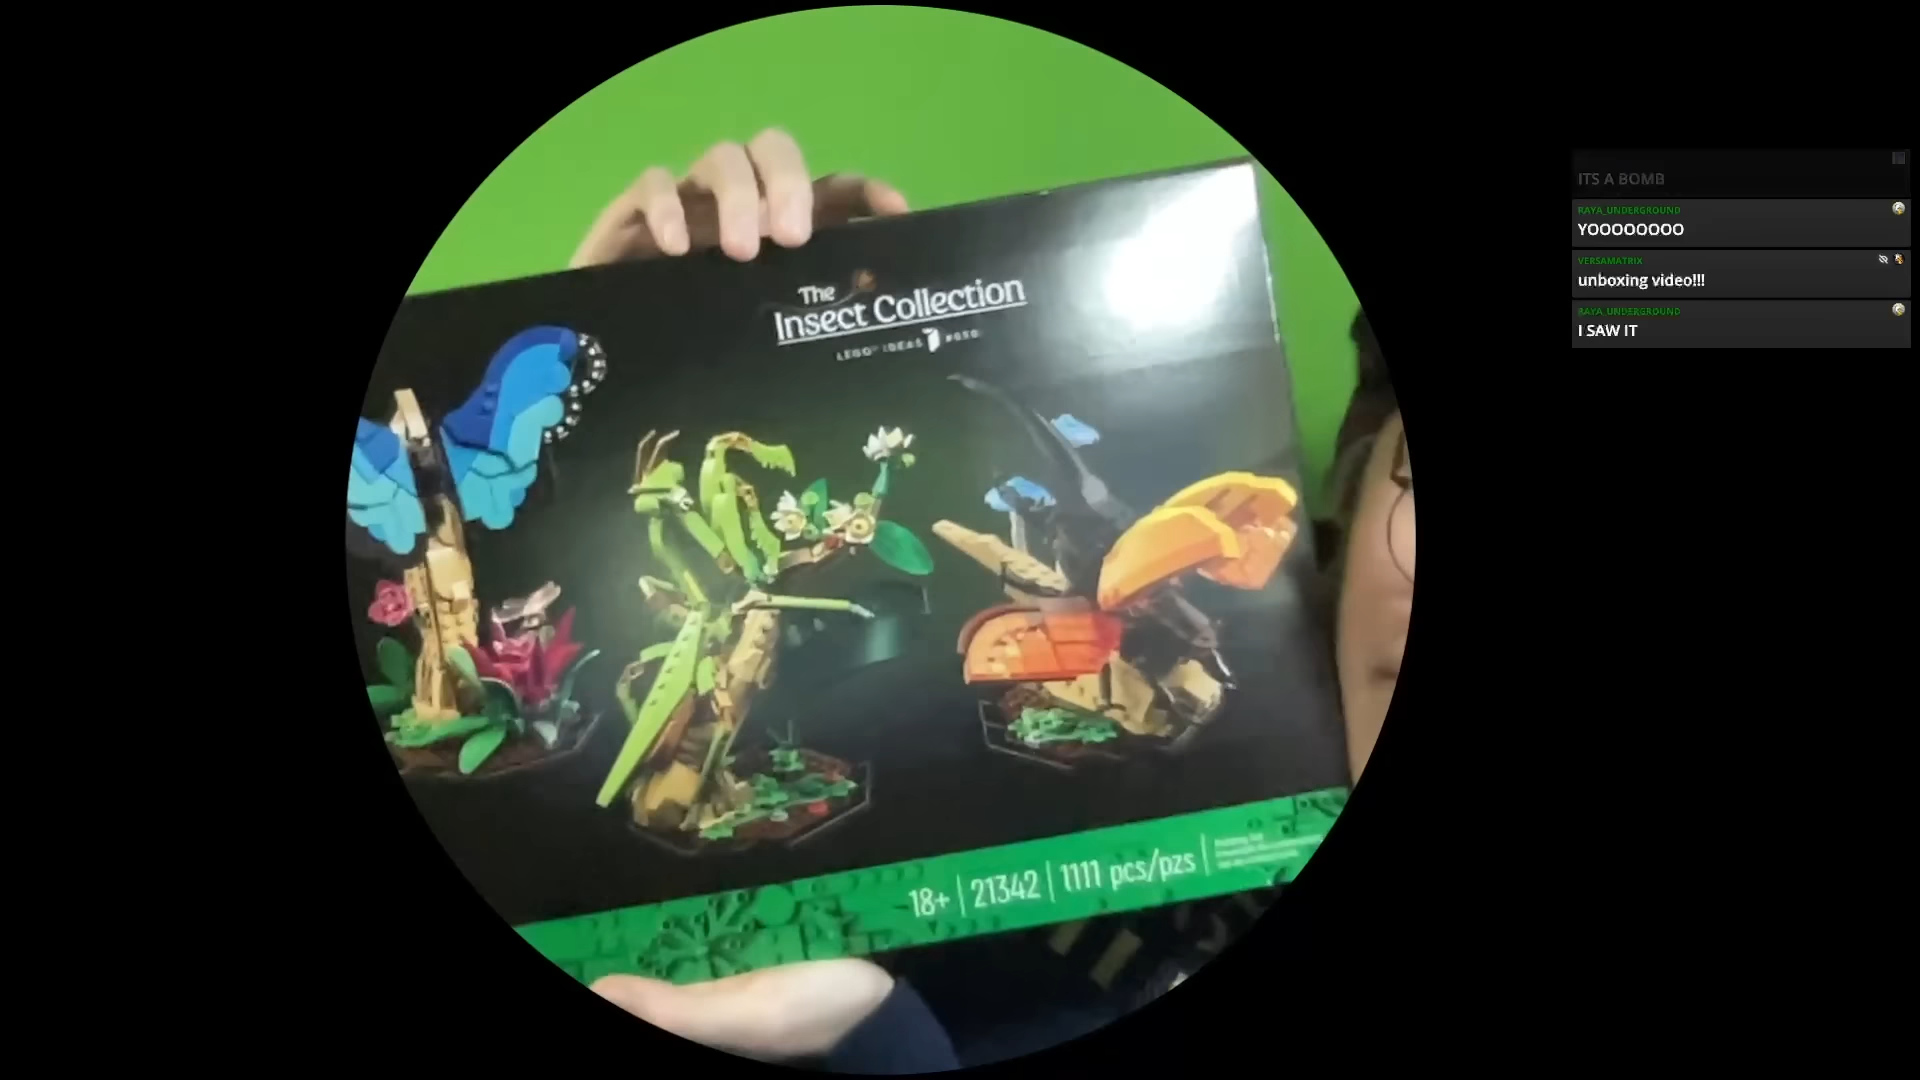 The
Insect Collection
LEGO® IDEAS #050
18+ | 21342 | 1111 pcs/pzs
ITS A BOMB
RAYA_UNDERGROUND
YOOOOOOOO
VERSAMATRIX
unboxing video!!!
RAYA_UNDERGROUND
I SAW IT